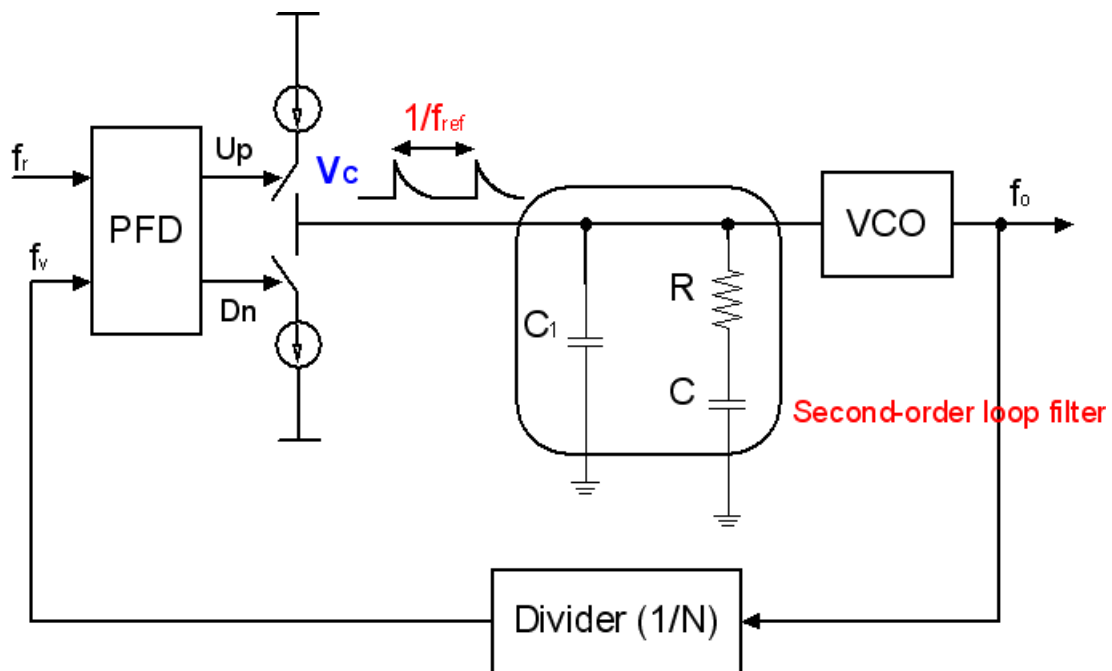 1/fref
Up
Vc
fr
PFD
VCO
fo
fv
R
Dn
C1
C
Second-order loop filter
Divider (1/N)